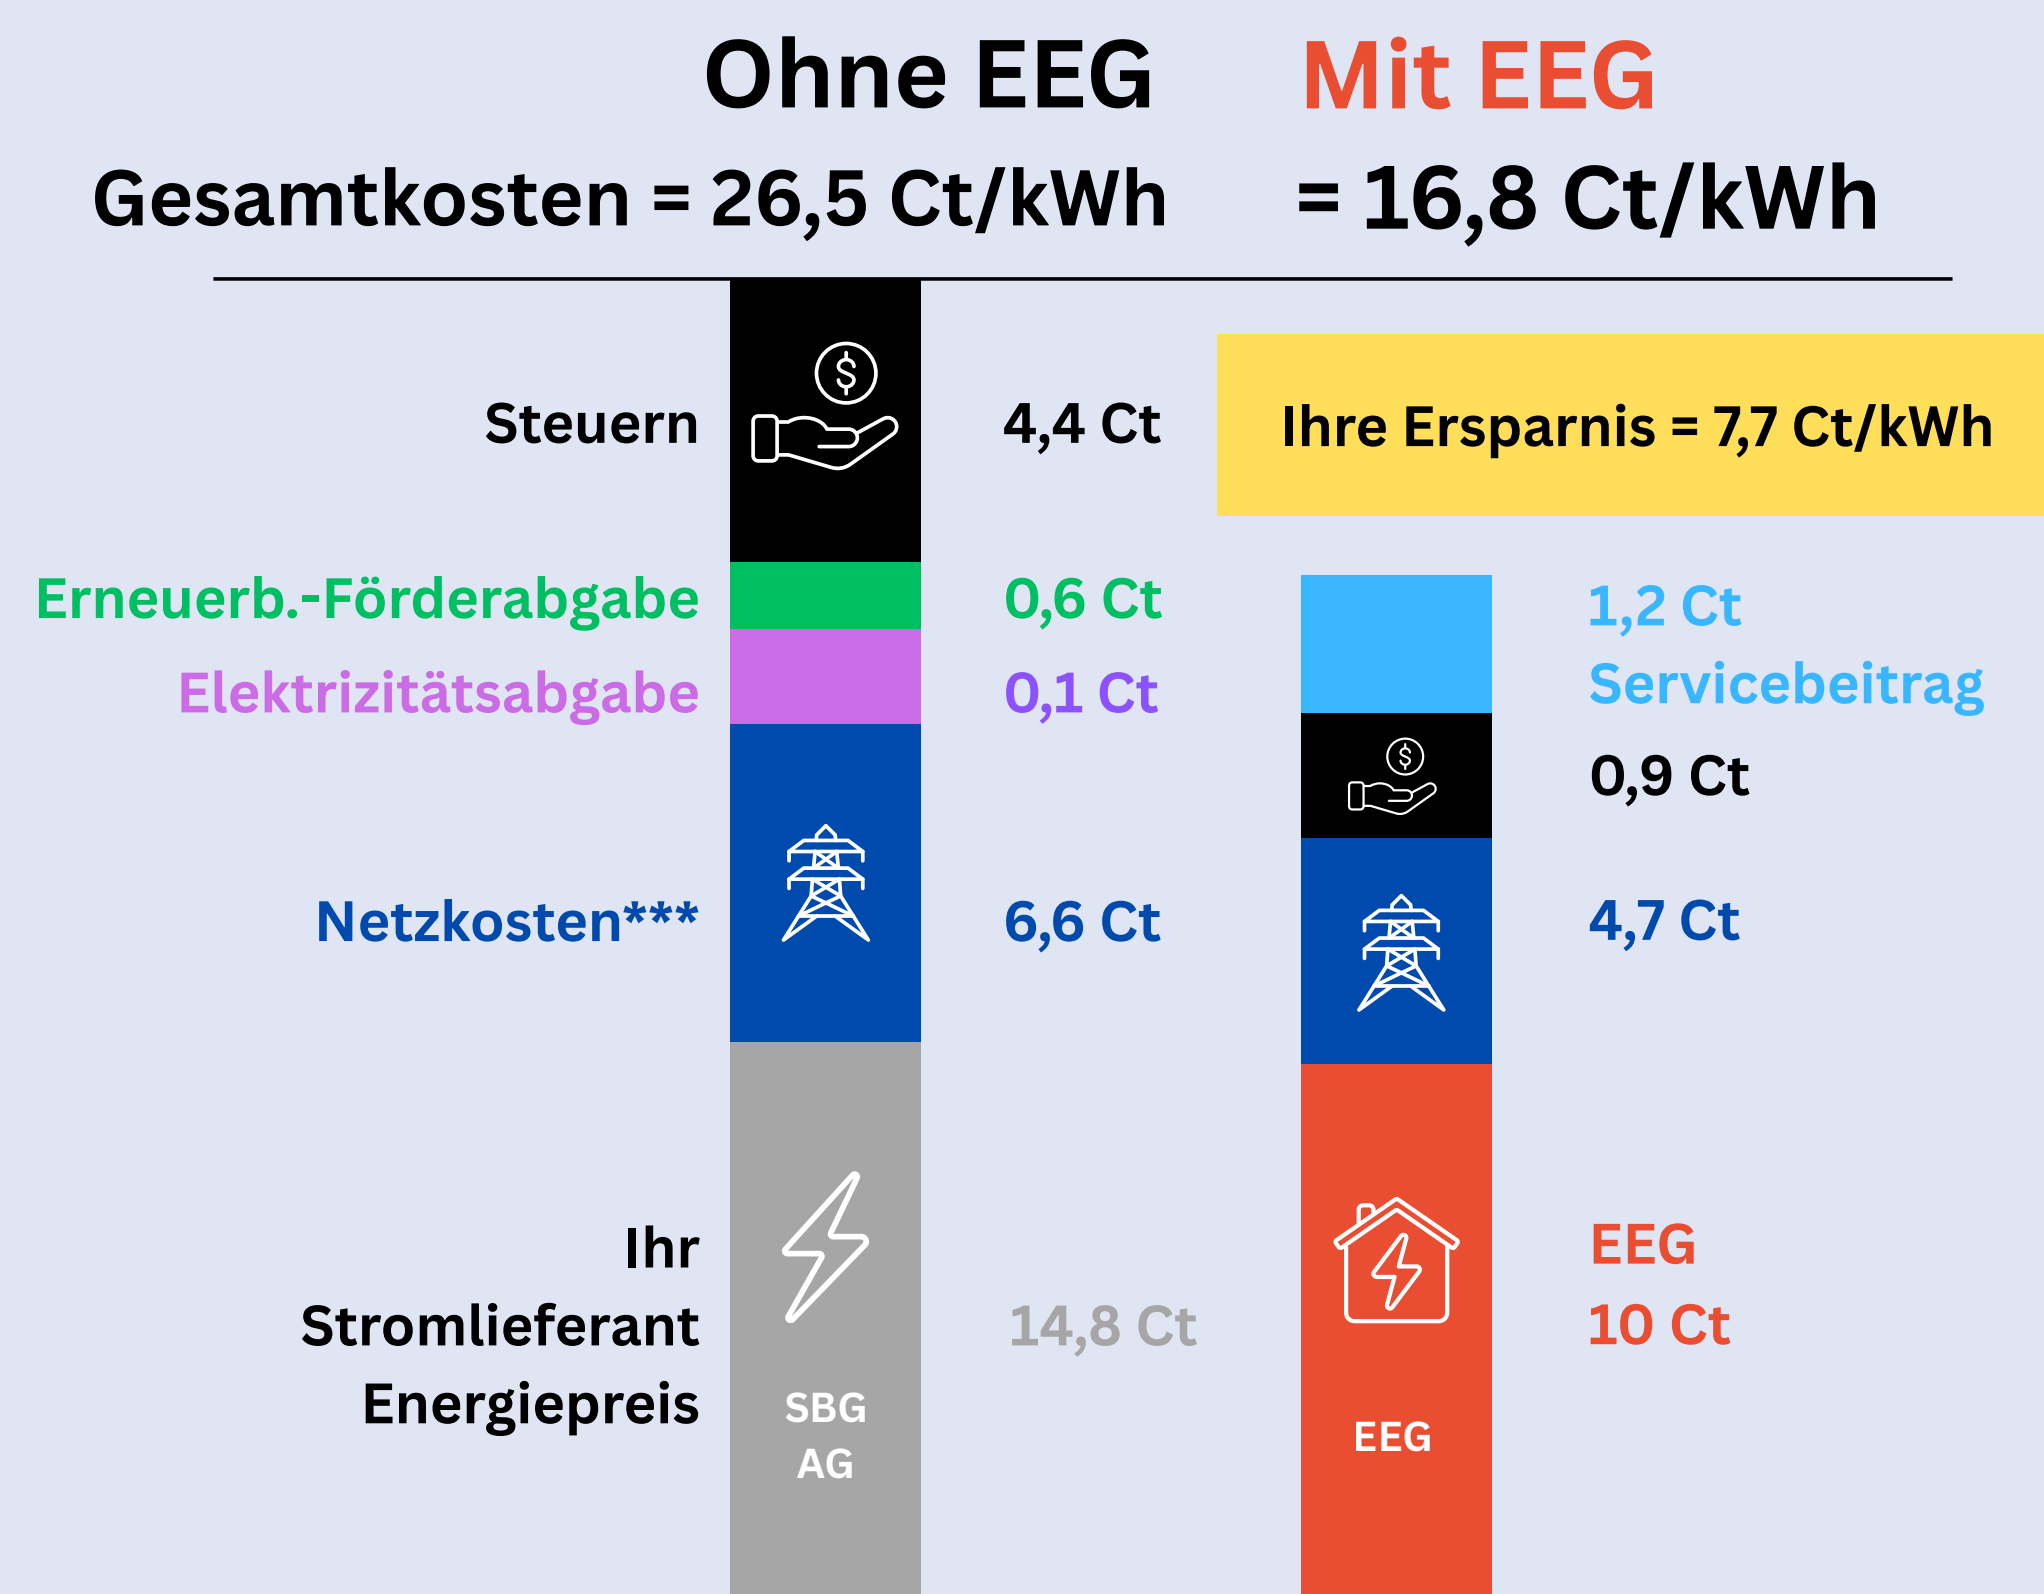 Ohne EEG Mit EEG
Gesamtkosten = 26,5 Ct/kWh = 16,8 Ct/kWh
Steuern 4,4 Ct Ihre Ersparnis = 7,7 Ct/kWh
Erneuerb.-Förderabgabe 0,6 Ct 1,2 Ct
Servicebeitrag
Elektrizitätsabgabe 0,1 Ct
0,9 Ct
Netzkosten*** 6,6 Ct 4,7 Ct
Ihr
Stromlieferant
Energiepreis
14,8 Ct
EEG
10 Ct
SBG
AG
EEG